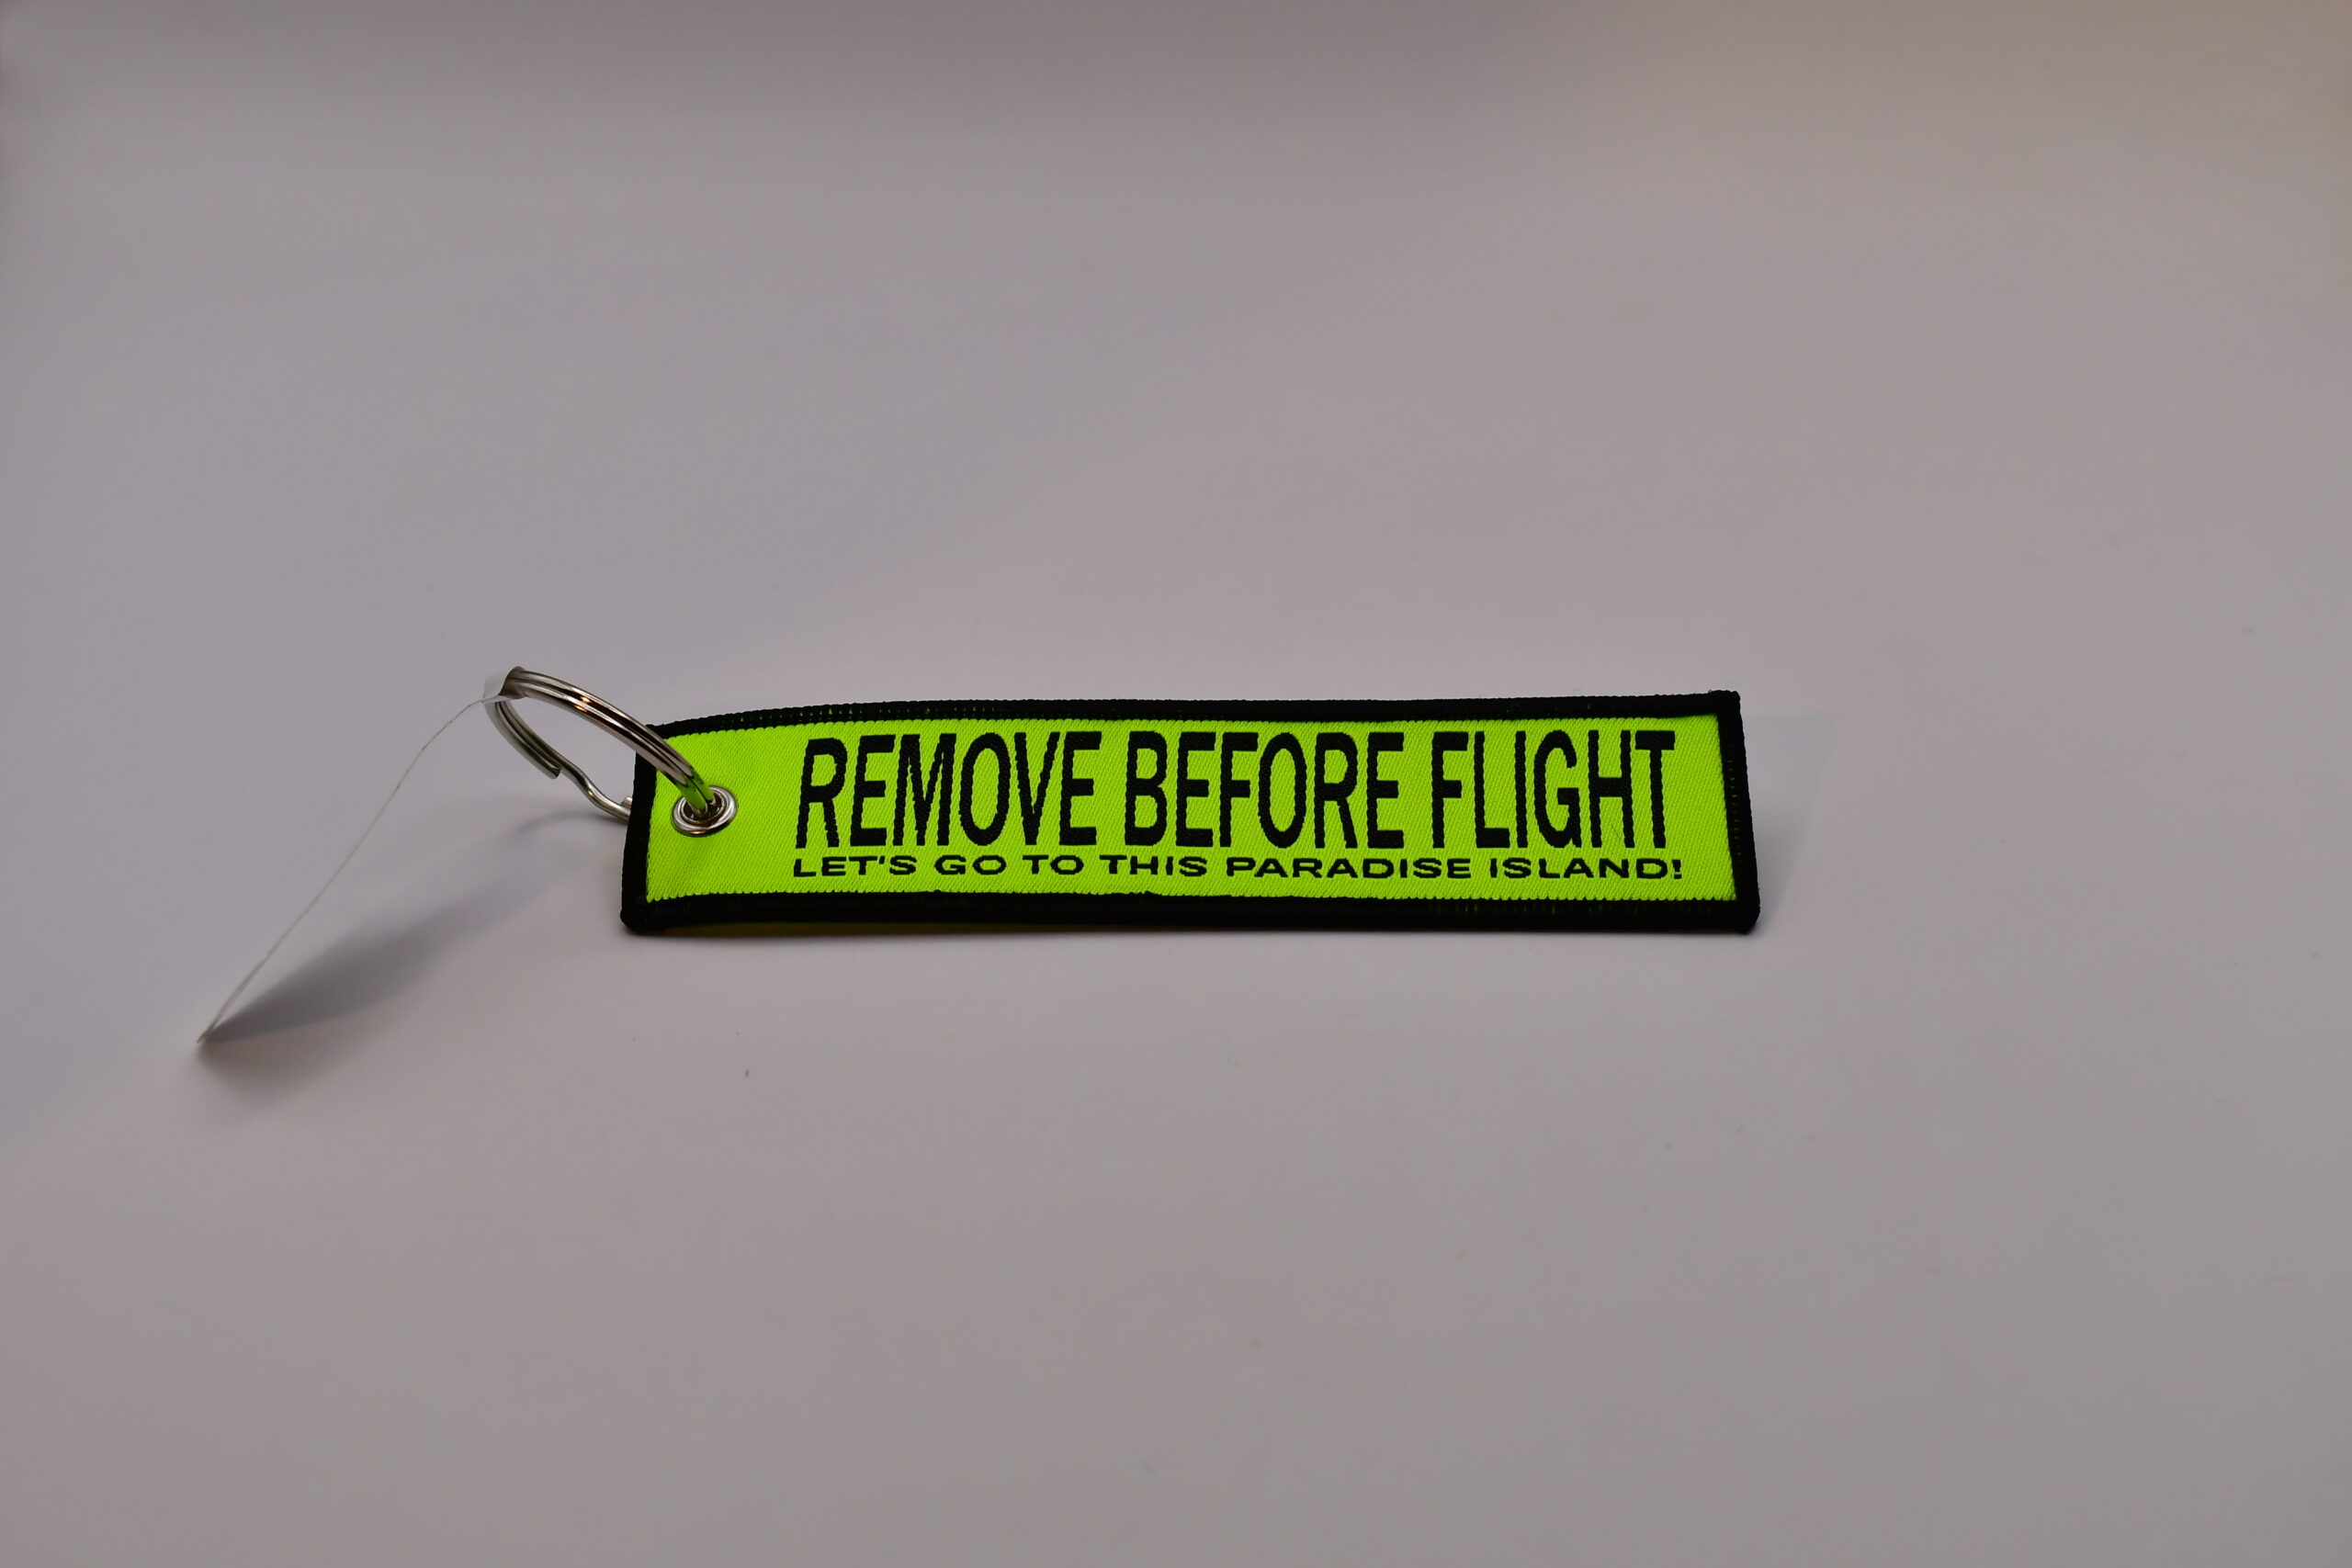 REMOVE BEFORE FLIGHT
LET'S GO TO THIS PARADISE ISLAND!